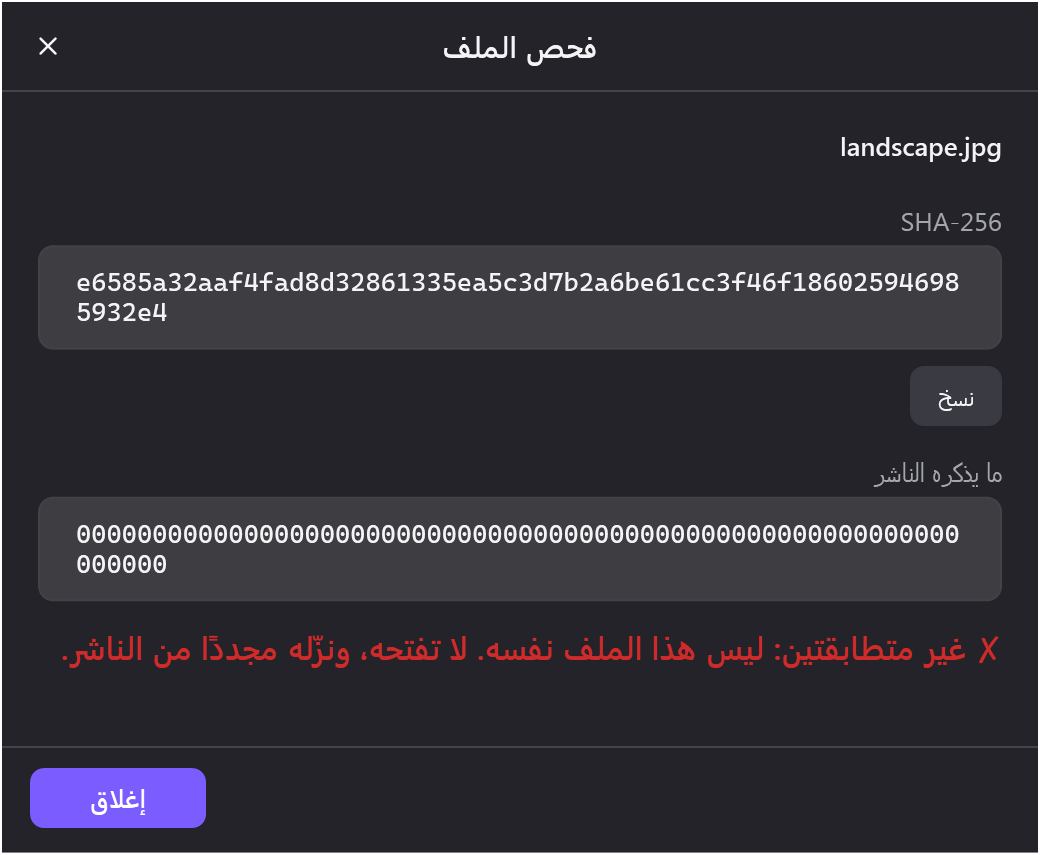 فحص الملف
landscape.jpg
SHA-256
e6585a32aaf4fad8d32861335ea5c3d7b2a6be61cc3f46f18602594698
5932e4
نسخ
ما يذكره الناشر
0000000000000000000000000000000000000000000000000000000000
000000
✗ غير متطابقتين: ليس هذا الملف نفسه. لا تفتحه، ونزّله مجددًا من الناشر.
إغلاق